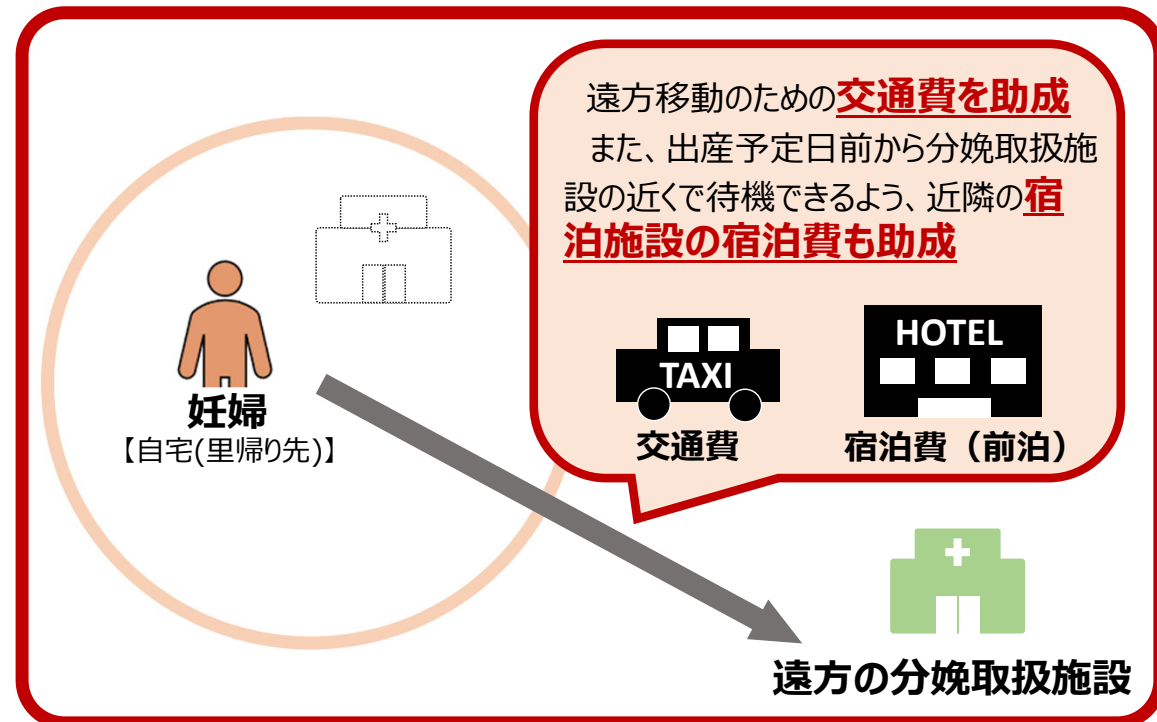 遠方移動のための交通費を助成
また、出産予定日前から分娩取扱施
設の近くで待機できるよう、近隣の宿
泊施設の宿泊費も助成
TAXI
HOTEL
交通費
宿泊費（前泊）
妊婦
【自宅(里帰り先)】
遠方の分娩取扱施設